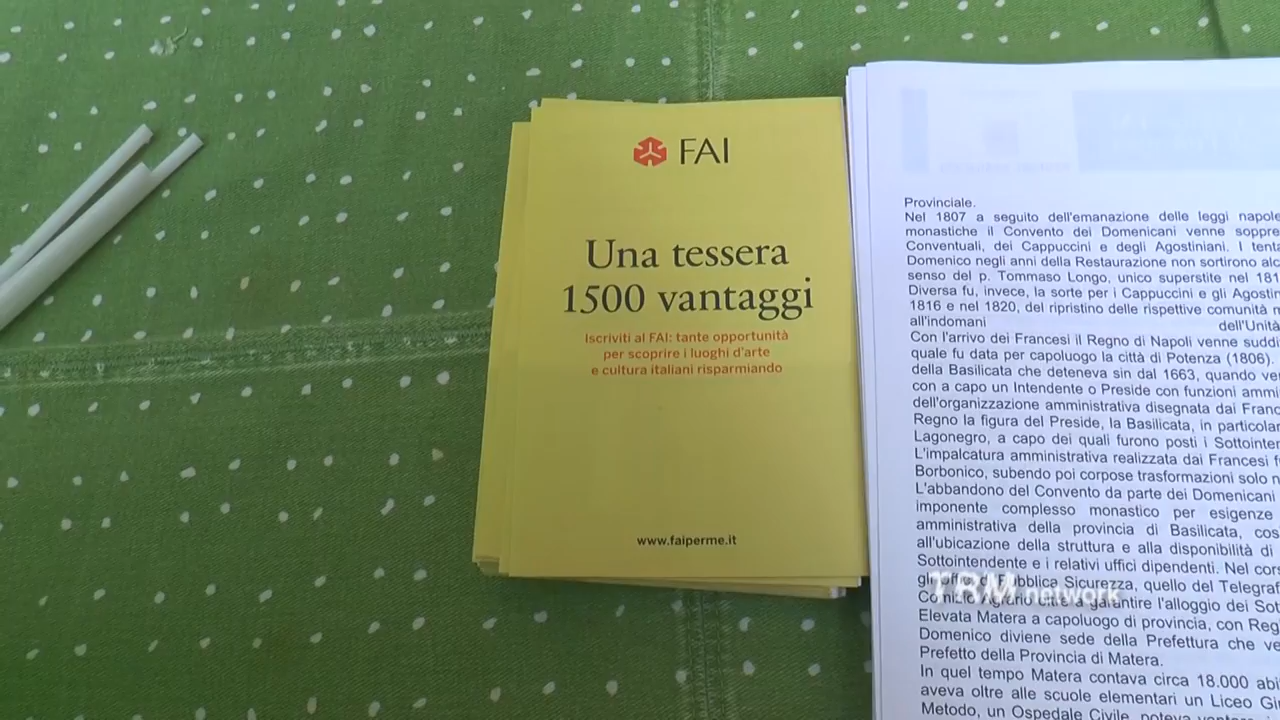 FAI
Una tessera
1500 vantaggi
Iscriviti al FAI: tante opportunità
per scoprire i luoghi d'arte
e cultura italiani risparmiando
www.faiperme.it
Provinciale.
Nel 1807 a seguito dell'emanazione delle leggi
monastiche il Convento dei Domenicani venne
Conventuali, dei Cappuccini e degli Agostiniani. I
Domenico negli anni della Restaurazione non sortirono
senso del p. Tommaso Longo, unico superstite nel
Diversa fu, invece, la sorte per i Cappuccini e gli
1816 e nel 1820, del ripristino delle rispettive comunità
all'indomani dell'Unità
Con l'arrivo dei Francesi il Regno di Napoli venne
quale fu data per capoluogo la città di Potenza (1806).
della Basilicata che deteneva sin dal 1663, quando
con a capo un Intendente o Preside con funzioni
dell'organizzazione amministrativa disegnata dai
Regno la figura del Preside, la Basilicata, in
Lagonegro, a capo dei quali furono posti i
L'impalcatura amministrativa realizzata dai Francesi
Borbonico, subendo poi corpose trasformazioni solo
L'abbandono del Convento da parte dei Domenicani
imponente complesso monastico per esigenze
amministrativa della provincia di Basilicata,
all'ubicazione della struttura e alla disponibilità di
Sottointendente e i relativi uffici dipendenti. Nel
Pubblica Sicurezza, quello del
garantire l'alloggio dei
Elevata Matera a capoluogo di provincia, con
Domenico diviene sede della Prefettura che
Prefetto della Provincia di Matera.
In quel tempo Matera contava circa 18.000
aveva oltre alle scuole elementari un Liceo
Metodo, un Ospedale Civile, poteva
TRM network